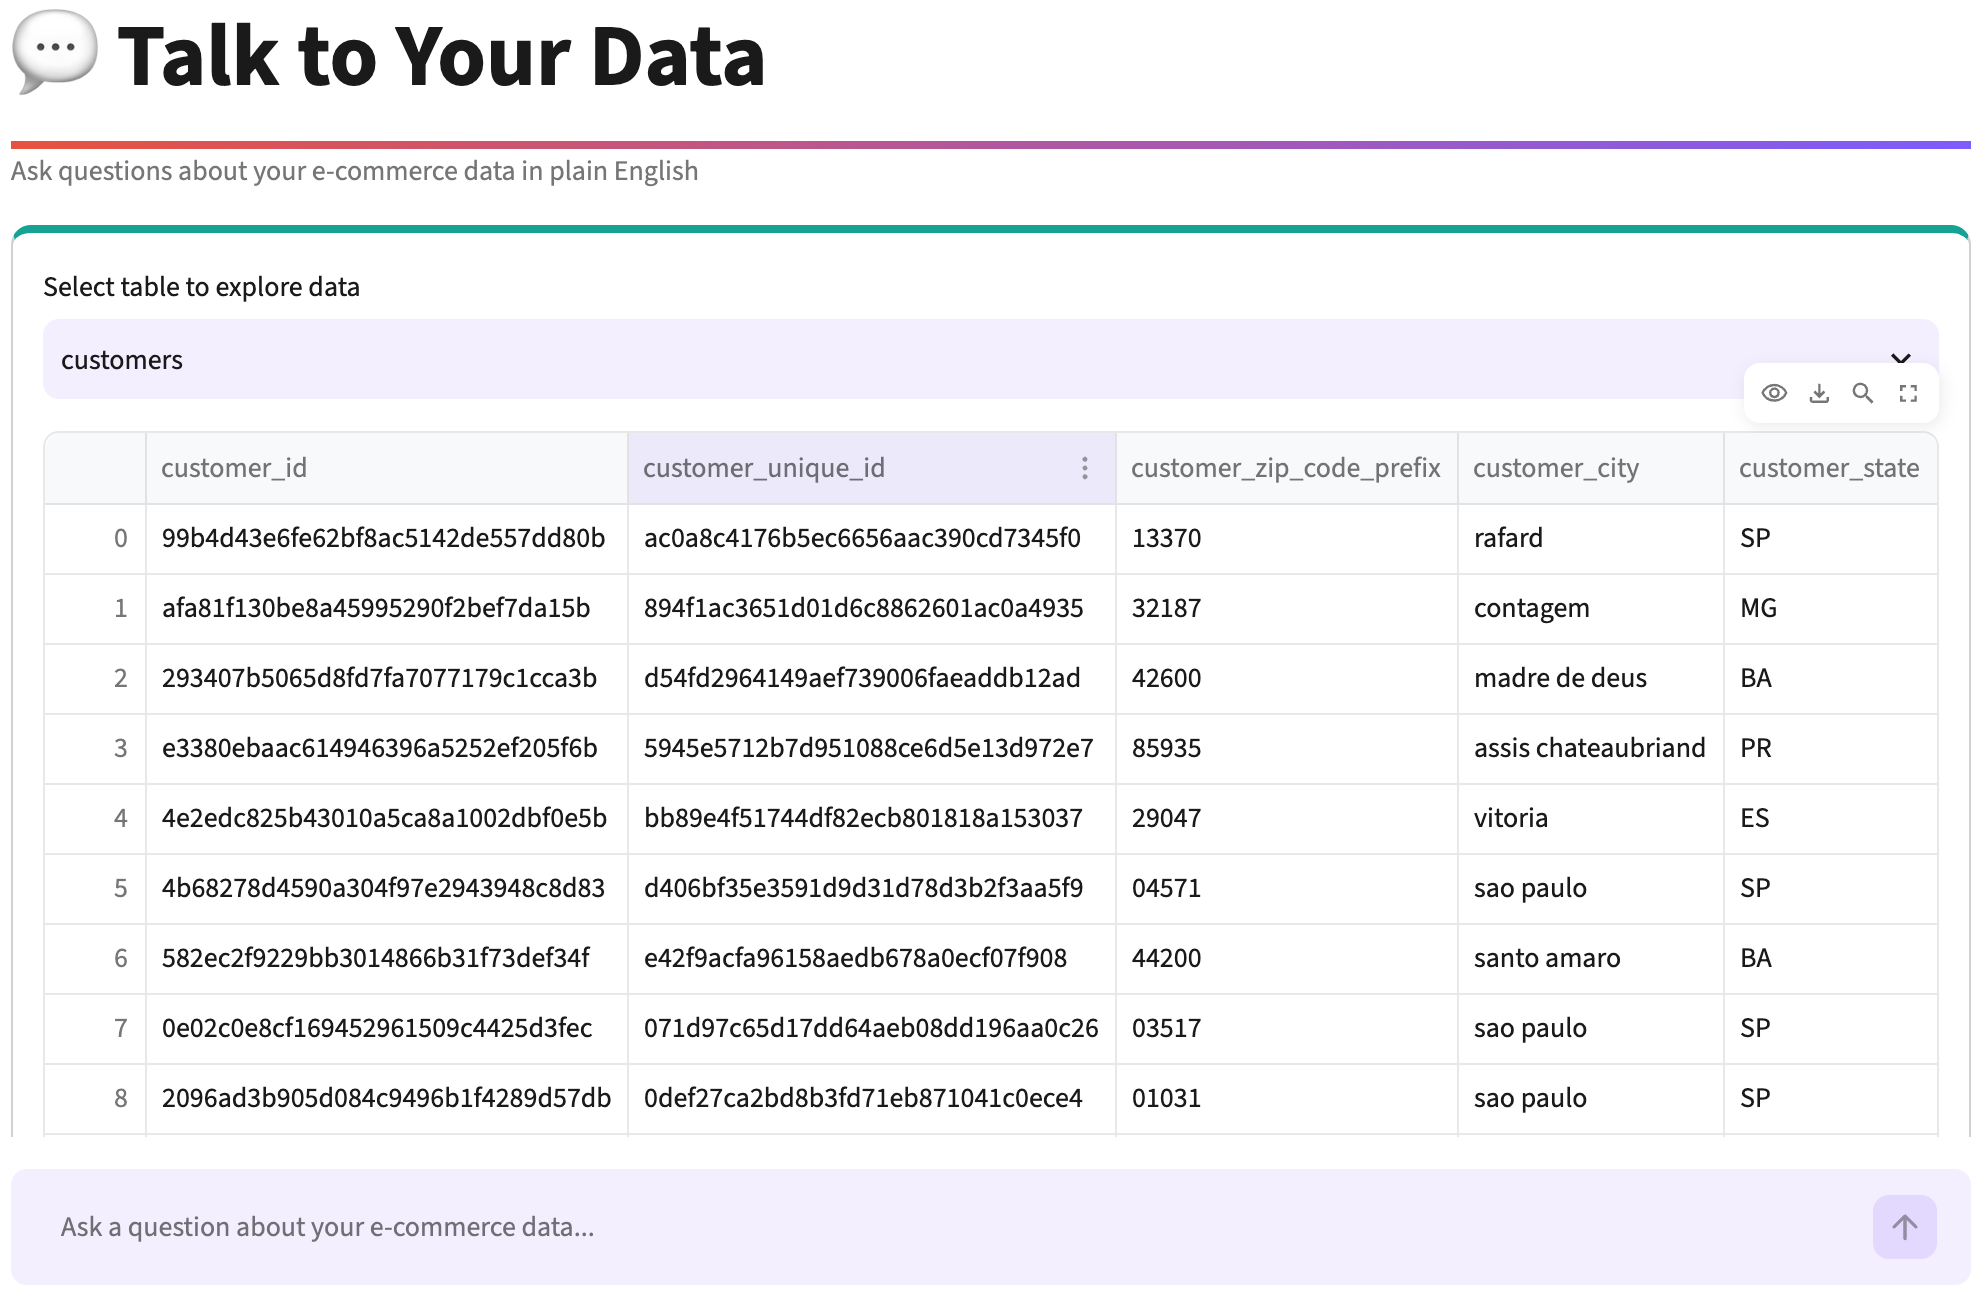 Talk to Your Data
Ask questions about your e-commerce data in plain English
Select table to explore data
customers
customer_id customer_unique_id customer_zip_code_prefix customer_city customer_state
0 99b4d43e6fe62bf8ac5142de557dd80b ac0a8c4176b5ec6656aac390cd7345f0 13370 rafard SP
1 afa81f130be8a45995290f2bef7da15b 894f1ac3651d01d6c8862601ac0a4935 32187 contagem MG
2 293407b5065d8fd7fa7077179c1cca3b d54fd2964149aef739006faeaddb12ad 42600 madre de deus BA
3 e3380ebaac614946396a5252ef205f6b 5945e5712b7d951088ce6d5e13d972e7 85935 assis chateaubriand PR
4 4e2edc825b43010a5ca8a1002dbf0e5b bb89e4f51744df82ecb801818a153037 29047 vitoria ES
5 4b68278d4590a304f97e2943948c8d83 d406bf35e3591d9d31d78d3b2f3aa5f9 04571 sao paulo SP
6 582ec2f9229bb3014866b31f73def34f e42f9acfa96158aedb678a0ecf07f908 44200 santo amaro BA
7 0e02c0e8cf169452961509c4425d3fec 071d97c65d17dd64aeb08dd196aa0c26 03517 sao paulo SP
8 2096ad3b905d084c9496b1f4289d57db 0def27ca2bd8b3fd71eb871041c0ece4 01031 sao paulo SP
Ask a question about your e-commerce data...